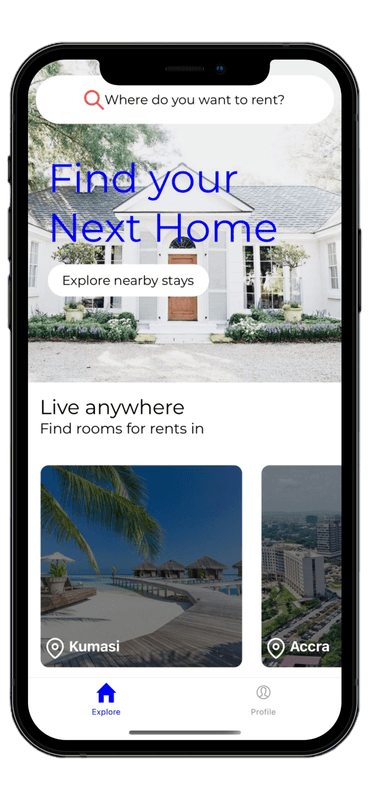 Where do you want to rent?
Find your
Next Home
Explore nearby stays
Live anywhere
Find rooms for rents in
Kumasi
Accra
Explore
Profile